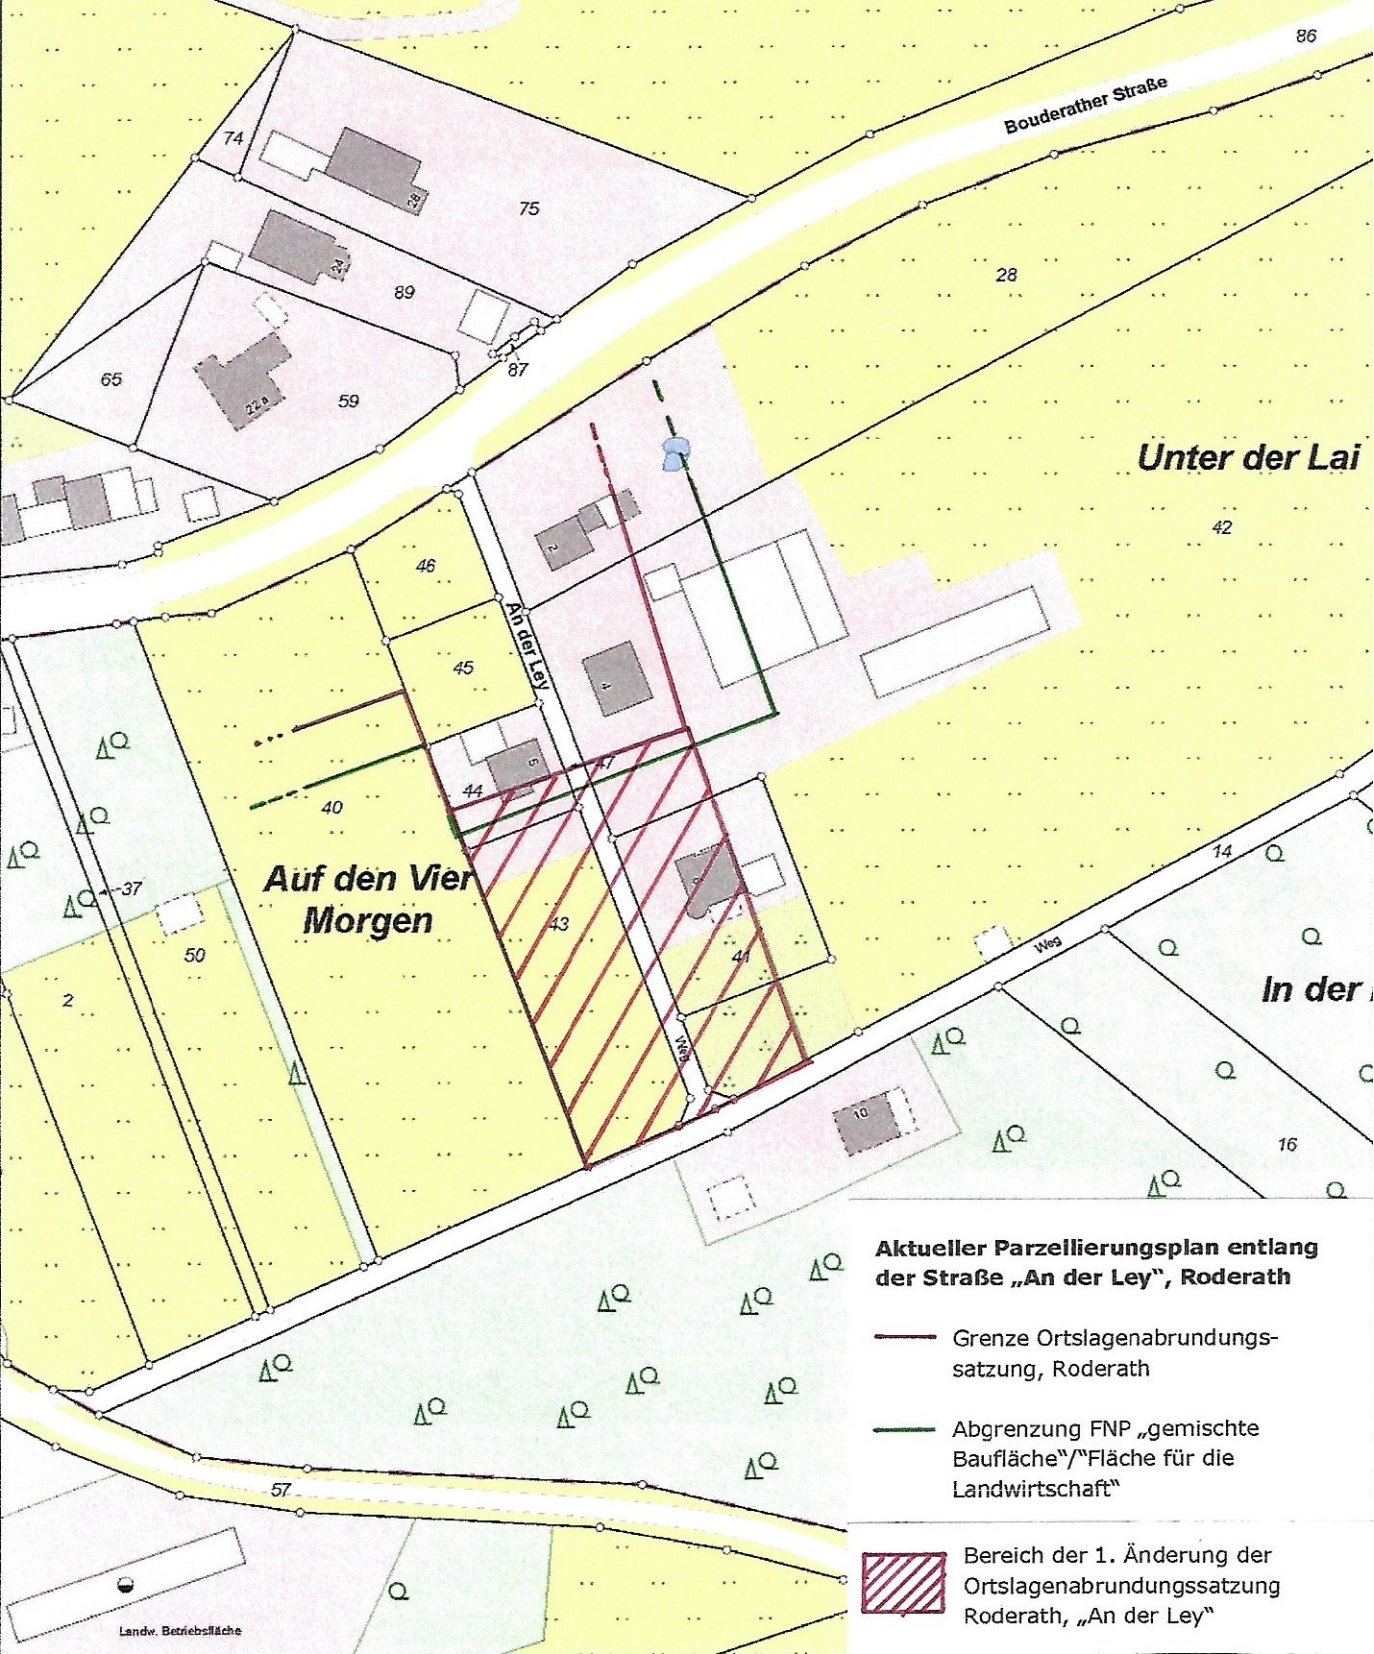 86
Bouderather Straße
74
28
75
24
89
28
87
65
59
22a
Unter der Lai
42
2
46
An der Ley
45
4
5
47
44
40
14
Auf den Vier
Morgen
37
43
41
50
Weg
2
In der
Weg
10
16
57
Landw. Betriebsfläche
Aktueller Parzellierungsplan entlang
der Straße „An der Ley“, Roderath
Grenze Ortslagenabrundungs-
satzung, Roderath
Abgrenzung FNP „gemischte
Baufläche“/“Fläche für die
Landwirtschaft“
Bereich der 1. Änderung der
Ortslagenabrundungssatzung
Roderath, „An der Ley“